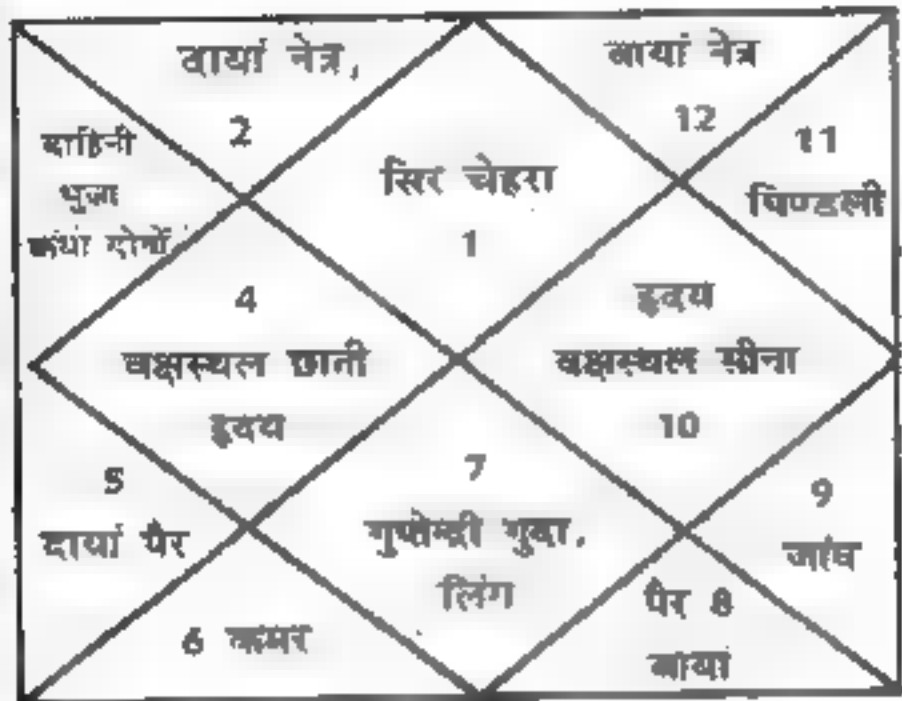 दायां नेत्र,
2
बायां नेत्र
12
11
पिण्डली
दाहिनी
भुजा
कंधा दोनों
सिर चेहरा
1
4
वक्षस्थल छाती
हृदय
हृदय
वक्षस्थल सीना
10
5
दायां पैर
7
गुप्तेन्द्री गुदा,
लिंग
9
जांघ
6 कमर
पैर 8
बायां